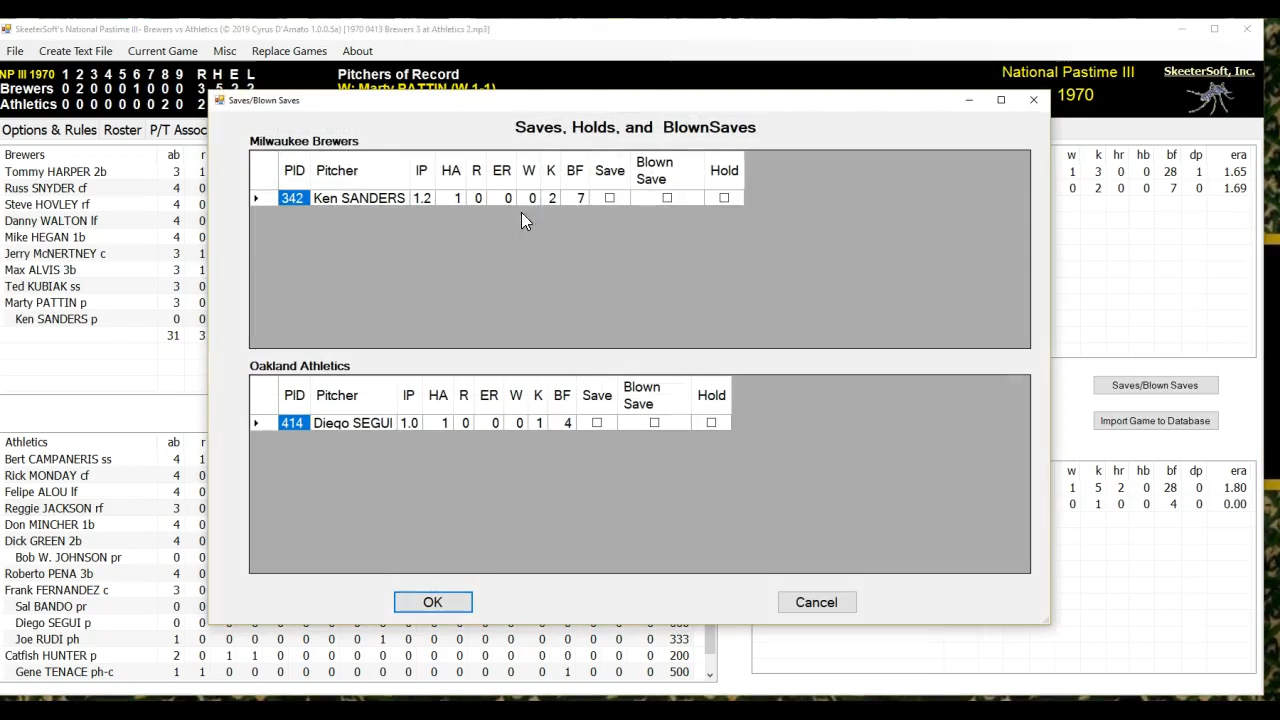 SkeeterSoft's National Pastime III- Brewers vs Athletics (© 2019 Cyrus D'Amato 1.0.0.5a) [1970 0413 Brewers 3 at Athletics 2.np3]
File Create Text File Current Game Misc Replace Games About
NP III 1970 1 2 3 4 5 6 7 8 9 R H E L
Brewers 0 2 0 0 0 1 0 0 0 3 5 2 2
Athletics 0 0 0 0 0 0 0 2 0 2
Pitchers of Record
W: Marty PATTIN (W 1-1)
National Pastime III
1970
SkeeterSoft, Inc.
Options & Rules Roster P/T Assoc
Saves/Blown Saves
Saves, Holds, and BlownSaves
Milwaukee Brewers
PID Pitcher IP HA R ER W K BF Save Blown Save Hold
342 Ken SANDERS 1.2 1 0 0 0 2 7
Oakland Athletics
PID Pitcher IP HA R ER W K BF Save Blown Save Hold
414 Diego SEGUI 1.0 1 0 0 0 1 4
OK Cancel
Brewers ab r
Tommy HARPER 2b 3 1
Russ SNYDER cf 4 0
Steve HOVLEY rf 4 0
Danny WALTON lf 4 0
Mike HEGAN 1b 4 0
Jerry McNERTNEY c 3 1
Max ALVIS 3b 3 1
Ted KUBIAK ss 3 0
Marty PATTIN p 3 0
Ken SANDERS p 0 0
31 3
Athletics ab r
Bert CAMPANERIS ss 4 1
Rick MONDAY cf 4 0
Felipe ALOU lf 4 0
Reggie JACKSON rf 3 0
Don MINCHER 1b 4 0
Dick GREEN 2b 4 0
Bob W. JOHNSON pr 0 0
Roberto PENA 3b 4 0
Frank FERNANDEZ c 3 0
Sal BANDO pr 0 0
Diego SEGUI p 0 0
Joe RUDI ph 1 0 0 0 0 0 1 0 0 0 0 0 333
Catfish HUNTER p 2 0 1 1 0 0 0 0 0 0 0 0 200
Gene TENACE ph-c 1 1 0 0 0 0 0 0 0 1 0 0 500
w k hr hb bf dp era
1 3 0 0 28 1 1.65
0 2 0 0 7 0 1.69
Saves/Blown Saves
Import Game to Database
w k hr hb bf dp era
1 5 2 0 28 0 1.80
0 1 0 0 4 0 0.00